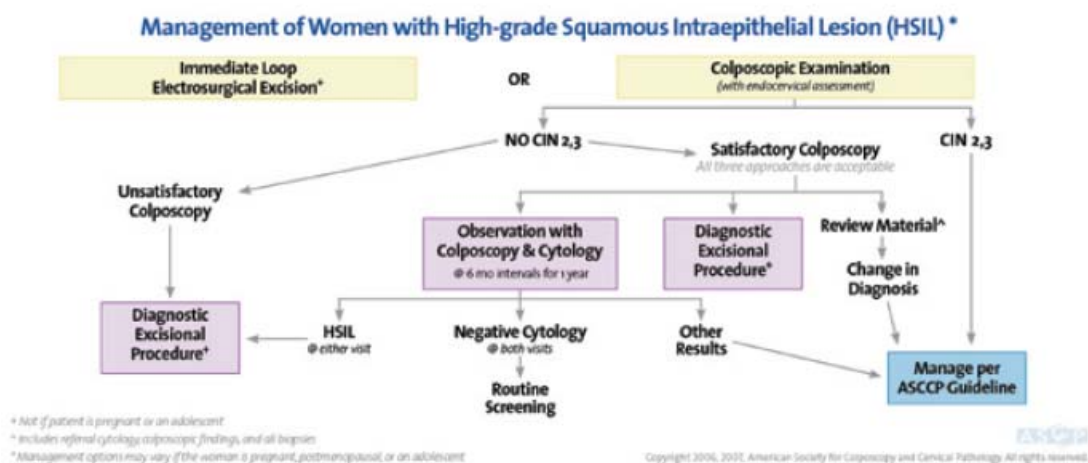 Management of Women with High-grade Squamous Intraepithelial Lesion (HSIL) *
Immediate Loop
Electrosurgical Excision⁺
OR
Colposcopic Examination
(with endocervical assessment)
NO CIN 2,3
Satisfactory Colposcopy
All three approaches are acceptable
CIN 2,3
Unsatisfactory
Colposcopy
Observation with
Colposcopy & Cytology
@ 6 mo intervals for 1 year
Diagnostic
Excisional
Procedure⁺
Review Material^
Change in
Diagnosis
Diagnostic
Excisional
Procedure⁺
HSIL
@ either visit
Negative Cytology
@ both visits
Other
Results
Routine
Screening
Manage per
ASCCP Guideline
+ Not if patient is pregnant or an adolescent
^ Includes referral cytology, colposcopic findings, and all biopsies
* Management options may vary if the woman is pregnant, postmenopausal, or an adolescent
ASCCP
Copyright 2006, 2007, American Society for Colposcopy and Cervical Pathology. All rights reserved.